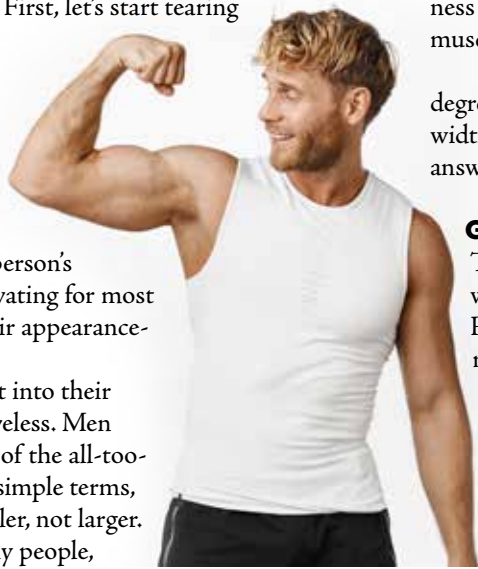 First, let's start tearing
person's
vating for most
ir appearance-
t into their
veless. Men
of the all-too-
simple terms,
ler, not larger.
y people,
ness
musc
degre
widt
answ
G